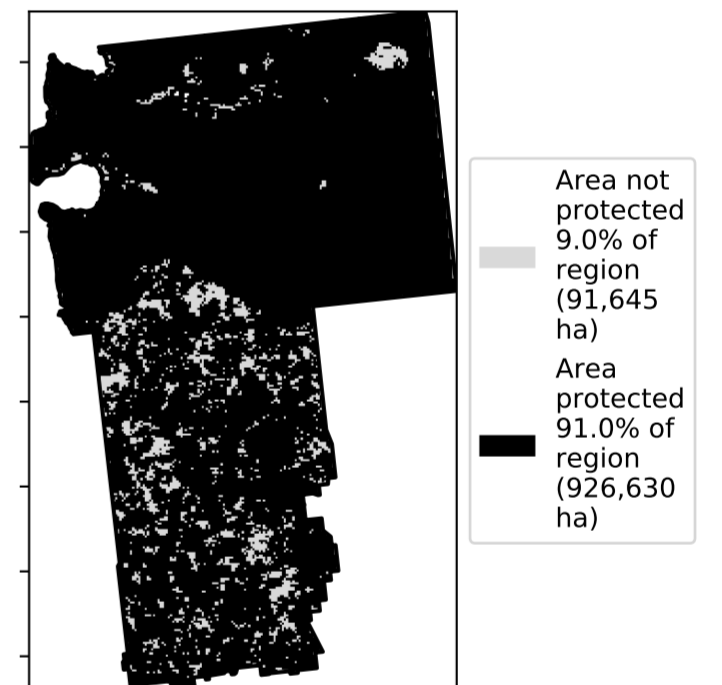 Area not
protected
9.0% of
region
(91,645
ha)
Area
protected
91.0% of
region
(926,630
ha)